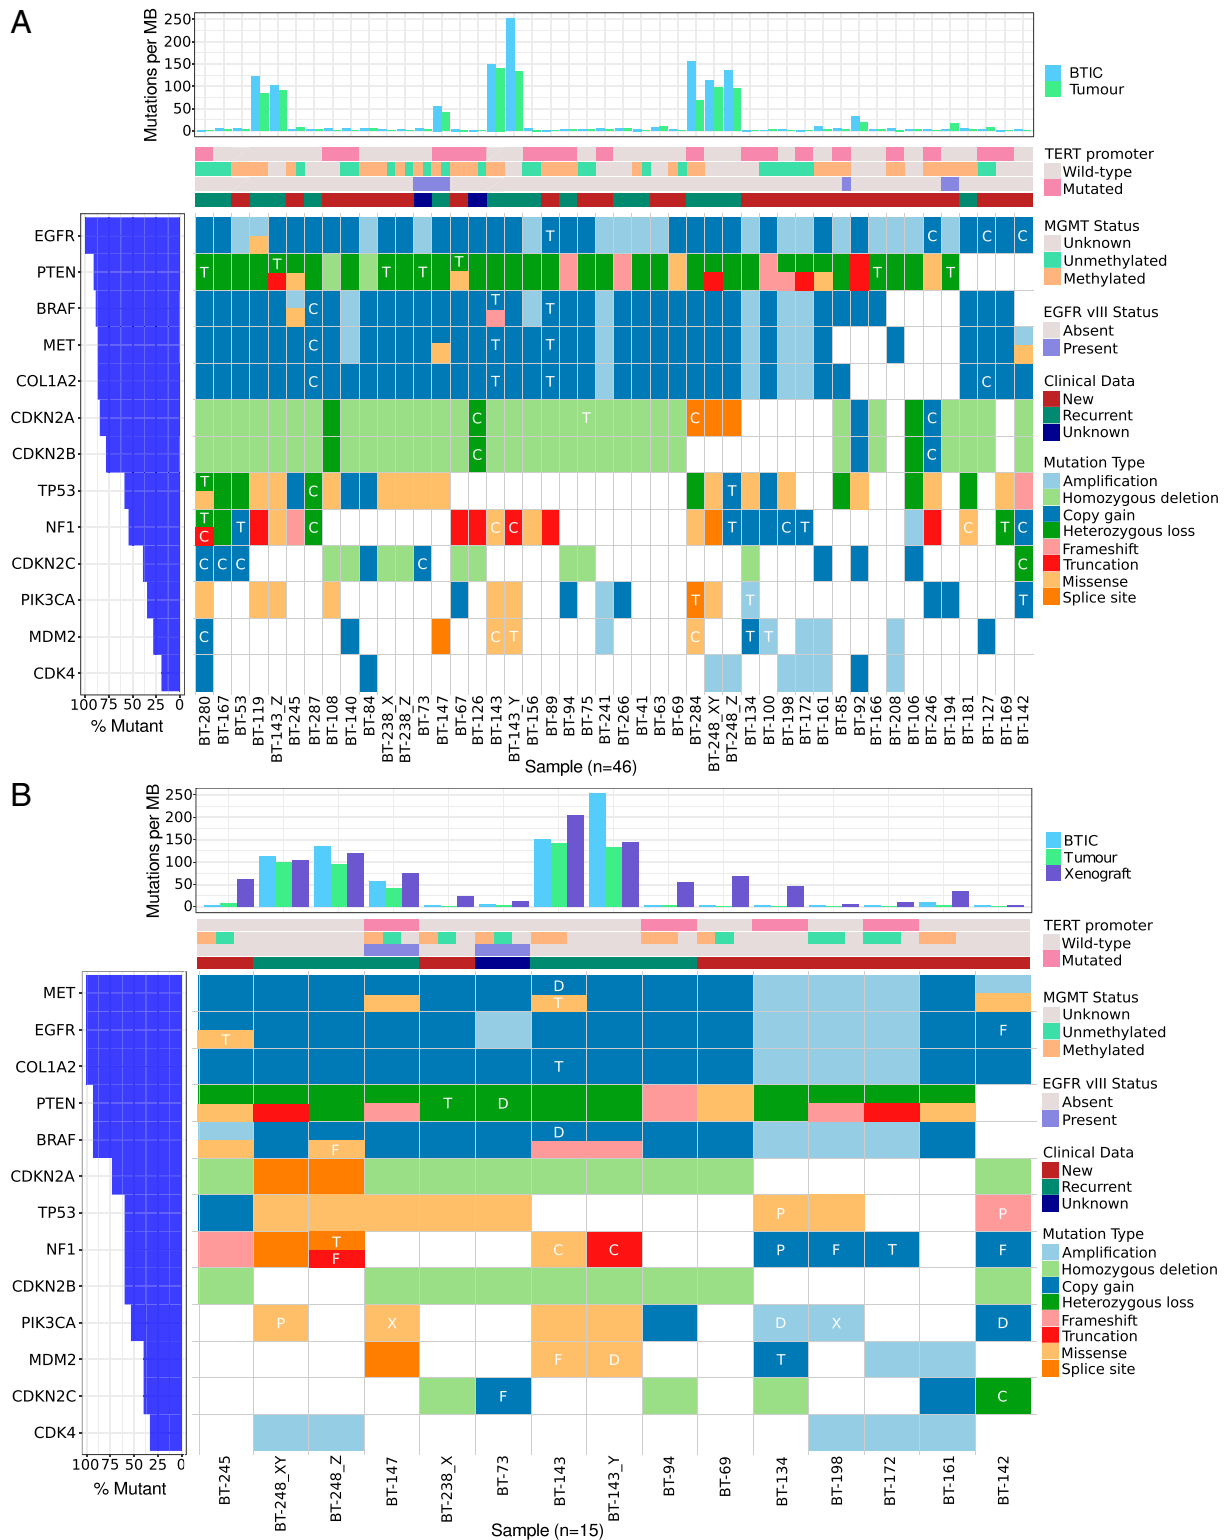 A
Mutations per MB
250
200
150
100
50
0
BTIC
Tumour
TERT promoter
Wild-type
Mutated
MGMT Status
Unknown
Unmethylated
Methylated
EGFR vIII Status
Absent
Present
Clinical Data
New
Recurrent
Unknown
Mutation Type
Amplification
Homozygous deletion
Copy gain
Heterozygous loss
Frameshift
Truncation
Missense
Splice site
EGFR T C C C
PTEN T T T T T T T
BRAF C T T
MET C T T
COL1A2 C T T C
CDKN2A C T C C
CDKN2B C C
TP53 T C T
NF1 T C T C C C T C T C T C
CDKN2C C C C C C
PIK3CA T T T
MDM2 C C T C T T
CDK4
100 75 50 25 0
% Mutant
BT-280
BT-167
BT-53
BT-119
BT-143_Z
BT-245
BT-287
BT-108
BT-140
BT-84
BT-238_X
BT-238_Z
BT-73
BT-147
BT-67
BT-126
BT-143
BT-143_Y
BT-156
BT-89
BT-94
BT-75
BT-241
BT-266
BT-41
BT-63
BT-69
BT-284
BT-248_XY
BT-248_Z
BT-134
BT-100
BT-198
BT-172
BT-161
BT-85
BT-92
BT-166
BT-208
BT-106
BT-246
BT-194
BT-181
BT-127
BT-169
BT-142
Sample (n=46)
B
Mutations per MB
250
200
150
100
50
0
BTIC
Tumour
Xenograft
TERT promoter
Wild-type
Mutated
MGMT Status
Unknown
Unmethylated
Methylated
EGFR vIII Status
Absent
Present
Clinical Data
New
Recurrent
Unknown
Mutation Type
Amplification
Homozygous deletion
Copy gain
Heterozygous loss
Frameshift
Truncation
Missense
Splice site
MET D T
EGFR T F
COL1A2 T
PTEN T D
BRAF F D
CDKN2A
TP53 P P
NF1 T F C C P F T F
CDKN2B
PIK3CA P X D X D
MDM2 F D T
CDKN2C F C
CDK4
100 75 50 25 0
% Mutant
BT-245
BT-248_XY
BT-248_Z
BT-147
BT-238_X
BT-73
BT-143
BT-143_Y
BT-94
BT-69
BT-134
BT-198
BT-172
BT-161
BT-142
Sample (n=15)